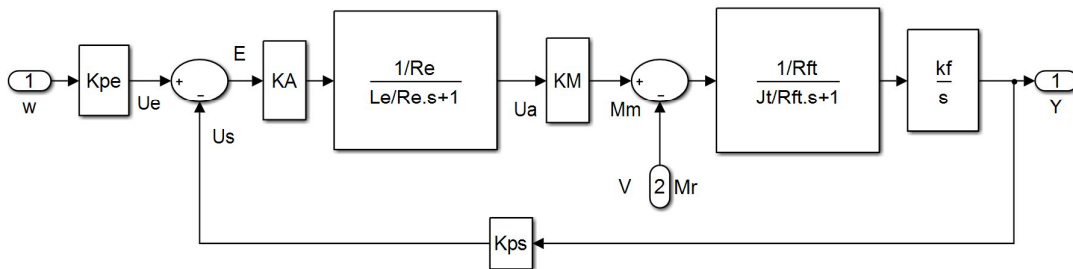 1
w
Kpe
Ue
+
−
Us
E
KA
1/Re
Le/Re.s+1
Ua
KM
Mm
+
−
V
2
Mr
1/Rft
Jt/Rft.s+1
kf
s
1
Y
Kps